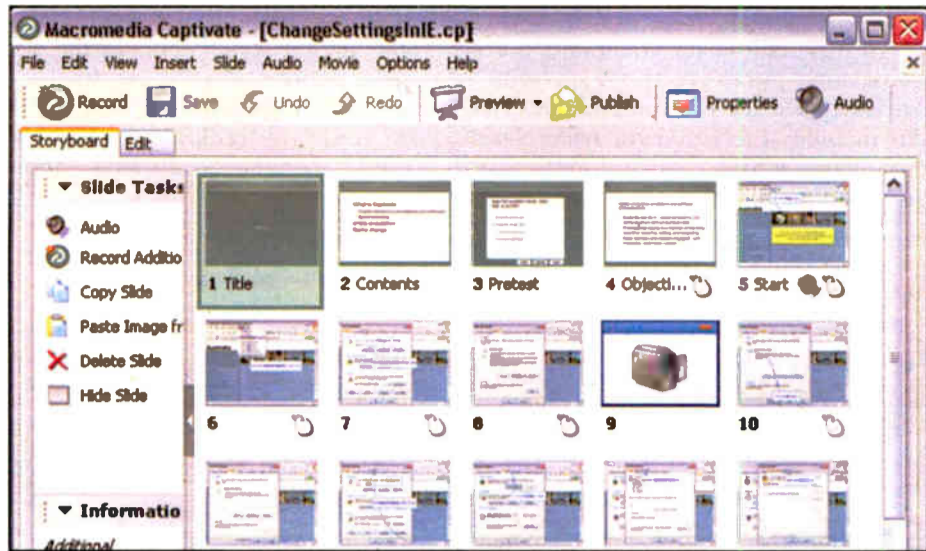 Macromedia Captivate - [ChangeSettingsInIE.cp]
File Edit View Insert Slide Audio Movie Options Help
Record Save Undo Redo Preview Publish Properties Audio
Storyboard Edit
Slide Tasks
Audio
Record Additio
Copy Slide
Paste Image fr
Delete Slide
Hide Slide
1 Title 2 Contents 3 Pretest 4 Objecti... 5 Start
6 7 8 9 10
Informatio
Additional